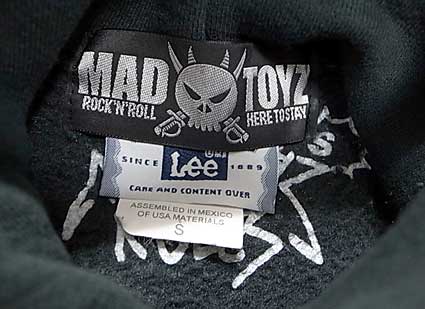 MAD TOYZ
ROCK'N'ROLL HERE TO STAY
SINCE Lee 1889
CARE AND CONTENT OVER
ASSEMBLED IN MEXICO
OF USA MATERIALS
S